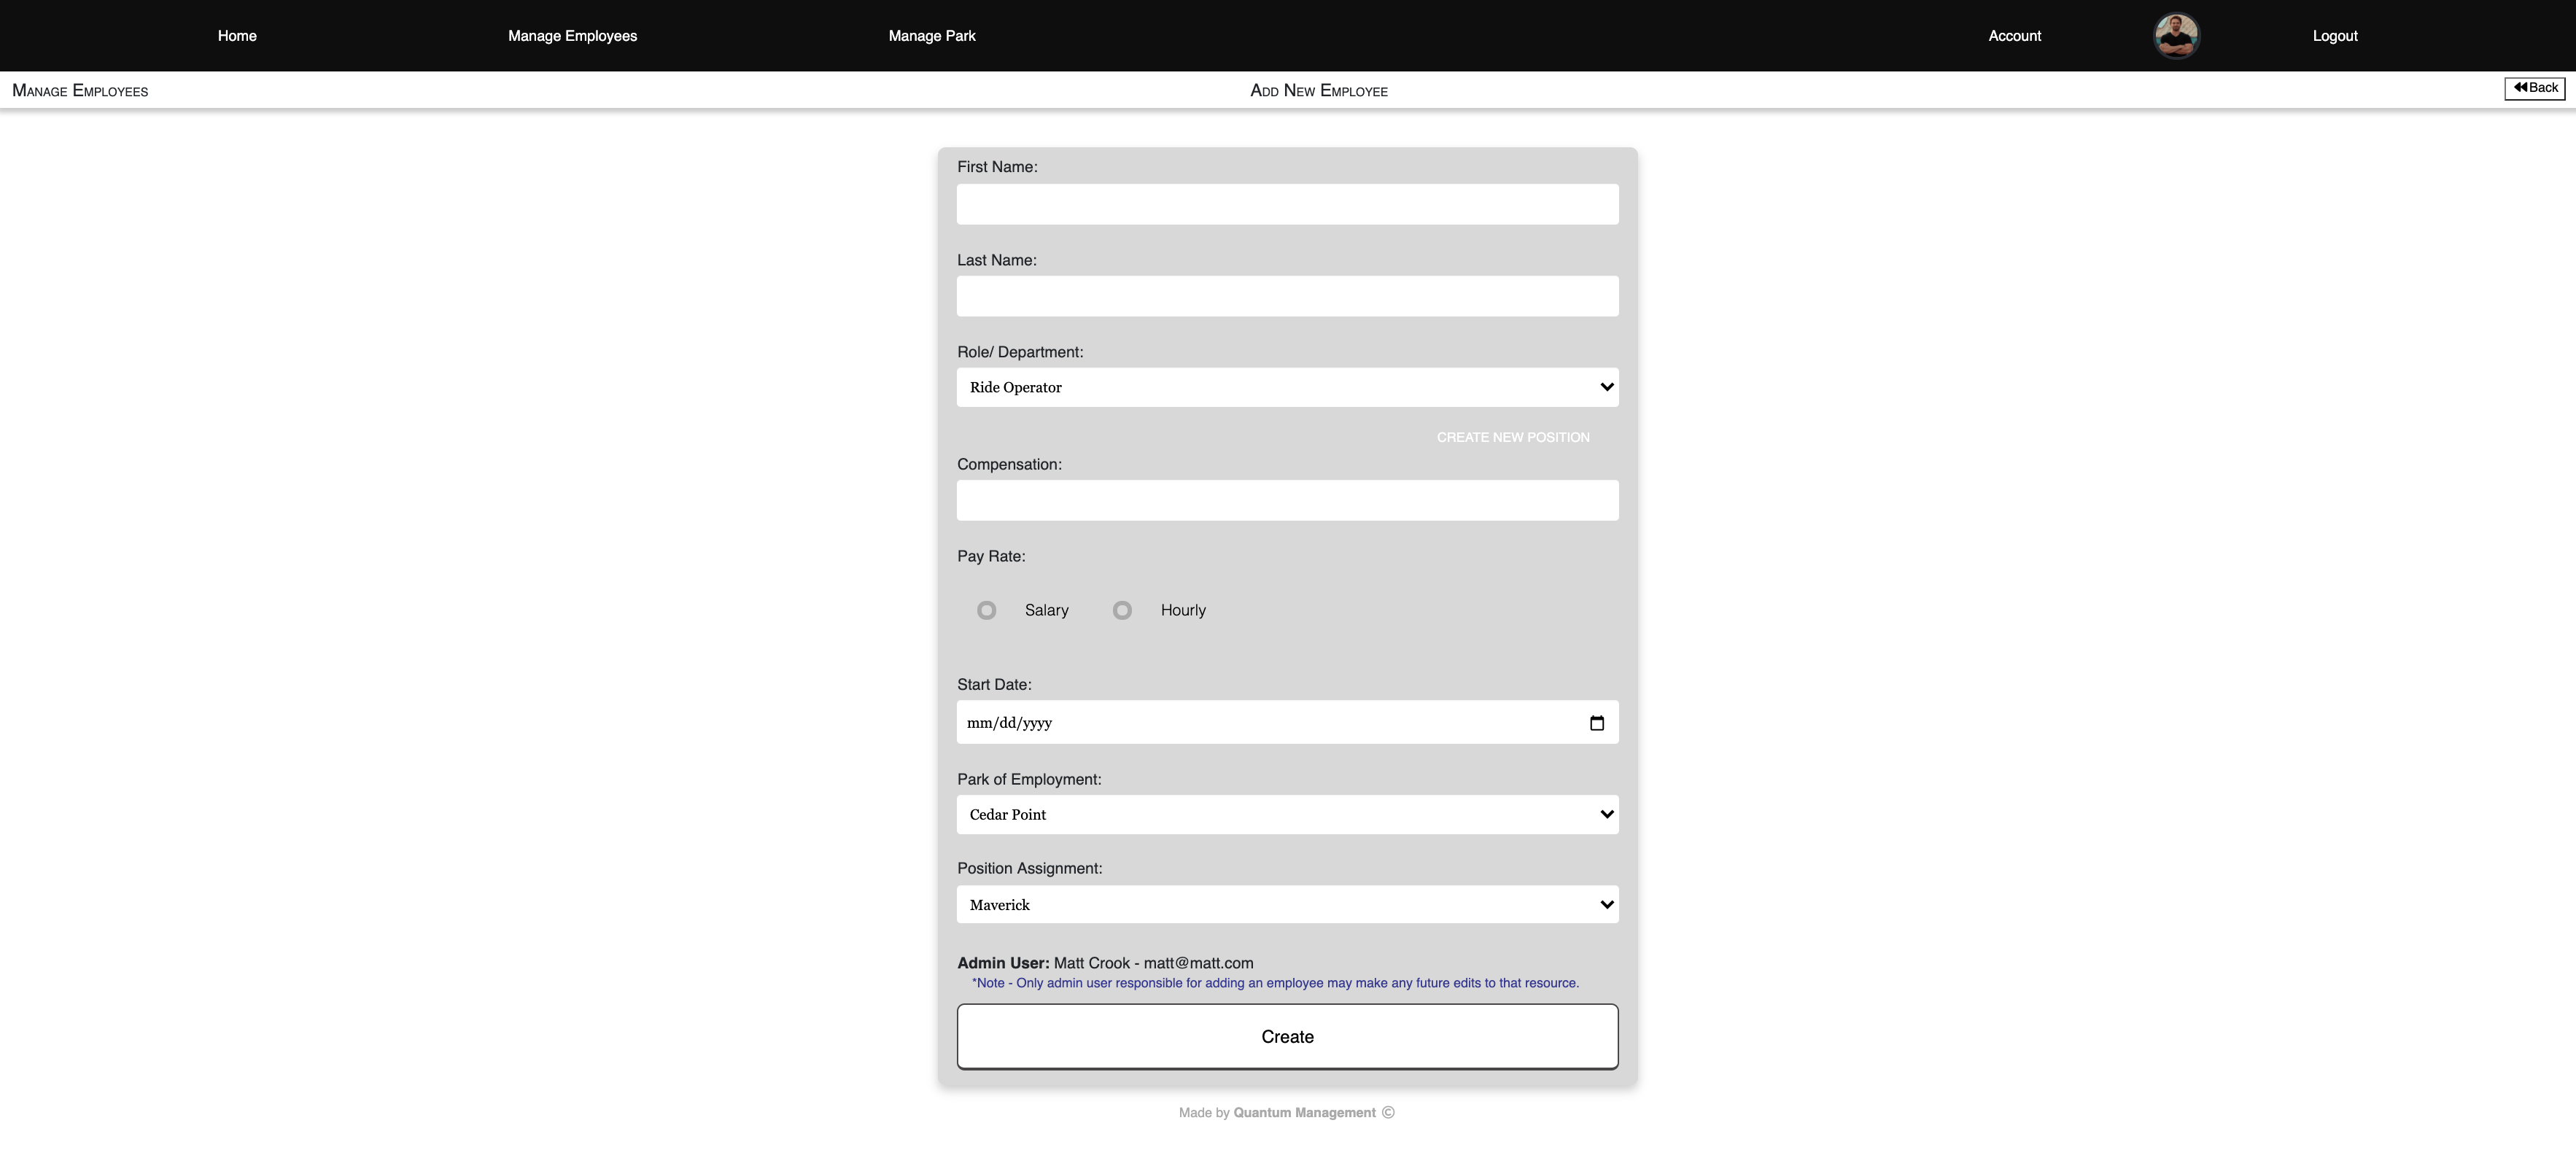 Home Manage Employees Manage Park Account Logout
Manage Employees Add New Employee Back
First Name:
Last Name:
Role/ Department:
Ride Operator
CREATE NEW POSITION
Compensation:
Pay Rate:
Salary Hourly
Start Date:
mm/dd/yyyy
Park of Employment:
Cedar Point
Position Assignment:
Maverick
Admin User: Matt Crook - matt@matt.com
*Note - Only admin user responsible for adding an employee may make any future edits to that resource.
Create
Made by Quantum Management ©